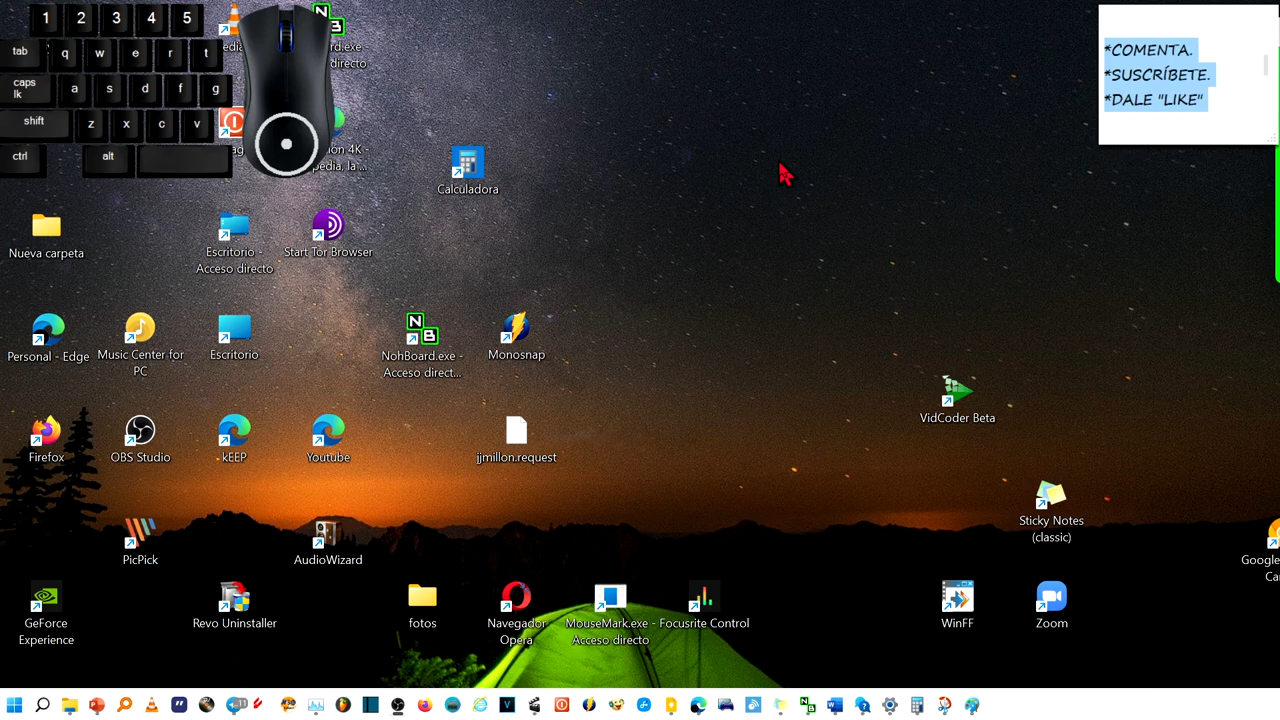 1 2 3 4 5
tab q w e r t
caps lk a s d f g
shift z x c v
ctrl alt
*COMENTA.
*SUSCRÍBETE.
*DALE "LIKE"
directo
Calculadora
Nueva carpeta
Escritorio - Acceso directo
Start Tor Browser
Personal - Edge
Music Center for PC
Escritorio
NohBoard.exe - Acceso direct...
Monosnap
VidCoder Beta
Firefox
OBS Studio
kEEP
Youtube
jjmillon.request
Sticky Notes (classic)
PicPick
AudioWizard
GeForce Experience
Revo Uninstaller
fotos
Navegador Opera
MouseMark.exe - Acceso directo
Focusrite Control
WinFF
Zoom